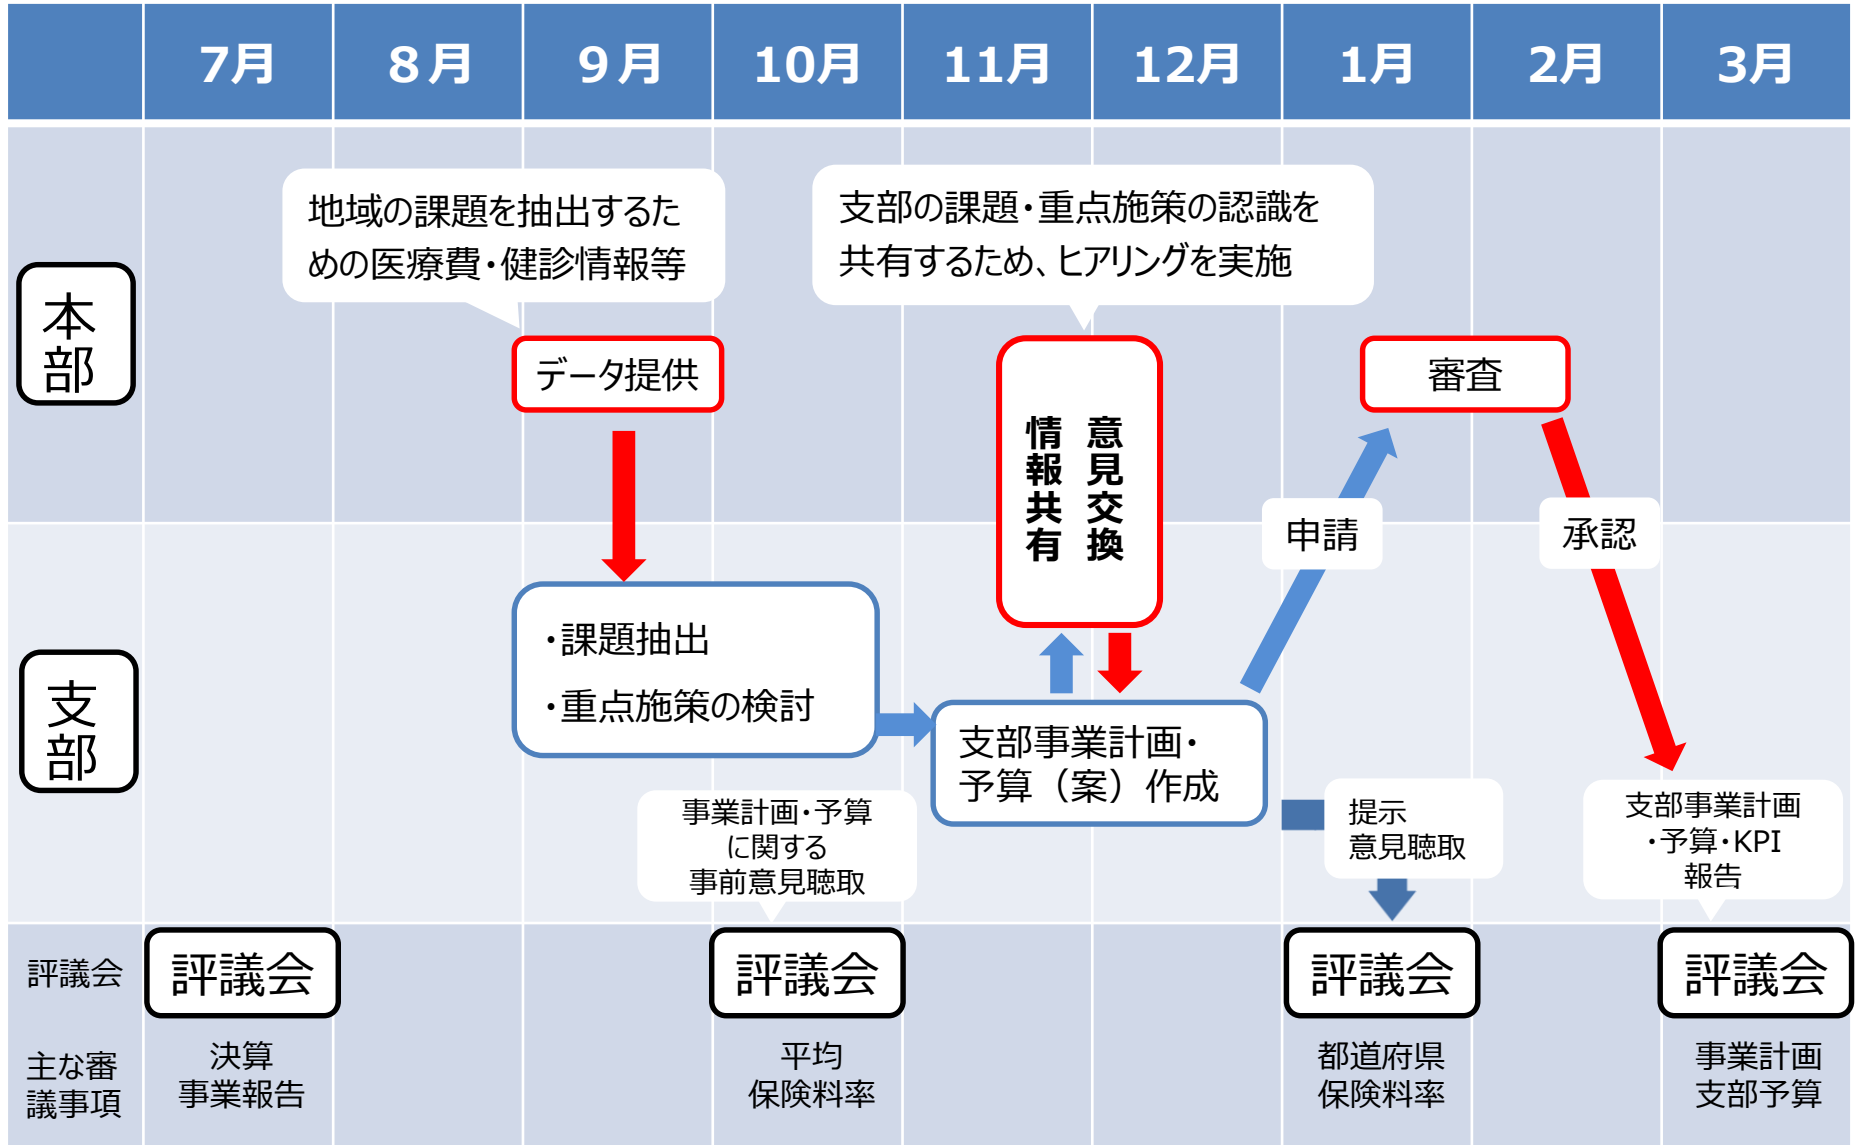 7月
８月
９月
10月
11月
12月
1月
2月
3月
地域の課題を抽出するた
めの医療費・健診情報等
支部の課題・重点施策の認識を
共有するため、ヒアリングを実施
本部
データ提供
意見交換
情報共有
審査
申請
承認
支部
・課題抽出
・重点施策の検討
支部事業計画・
予算（案）作成
事業計画・予算
に関する
事前意見聴取
提示
意見聴取
支部事業計画
・予算・KPI
報告
評議会
評議会
評議会
評議会
評議会
主な審
議事項
決算
事業報告
平均
保険料率
都道府県
保険料率
事業計画
支部予算